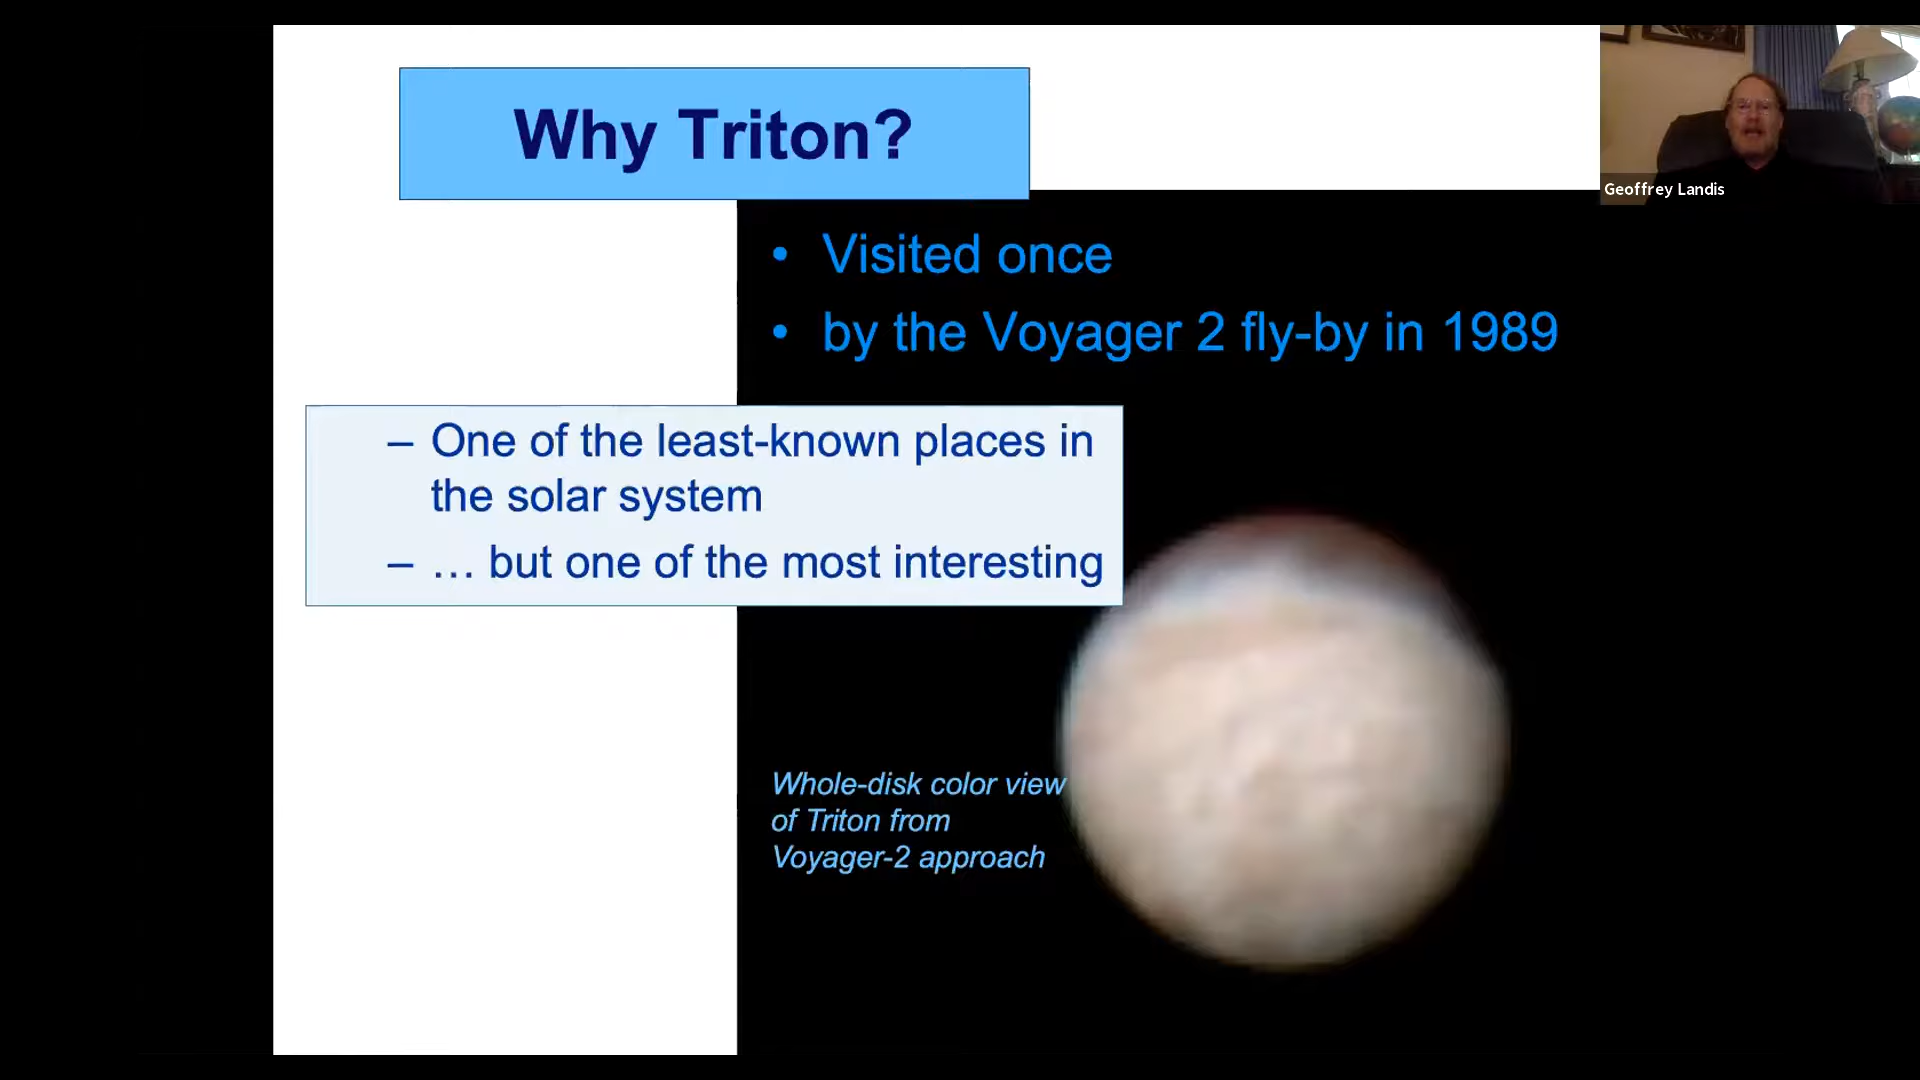 Why Triton?
Geoffrey Landis
• Visited once
• by the Voyager 2 fly-by in 1989
– One of the least-known places in
the solar system
– … but one of the most interesting
Whole-disk color view
of Triton from
Voyager-2 approach